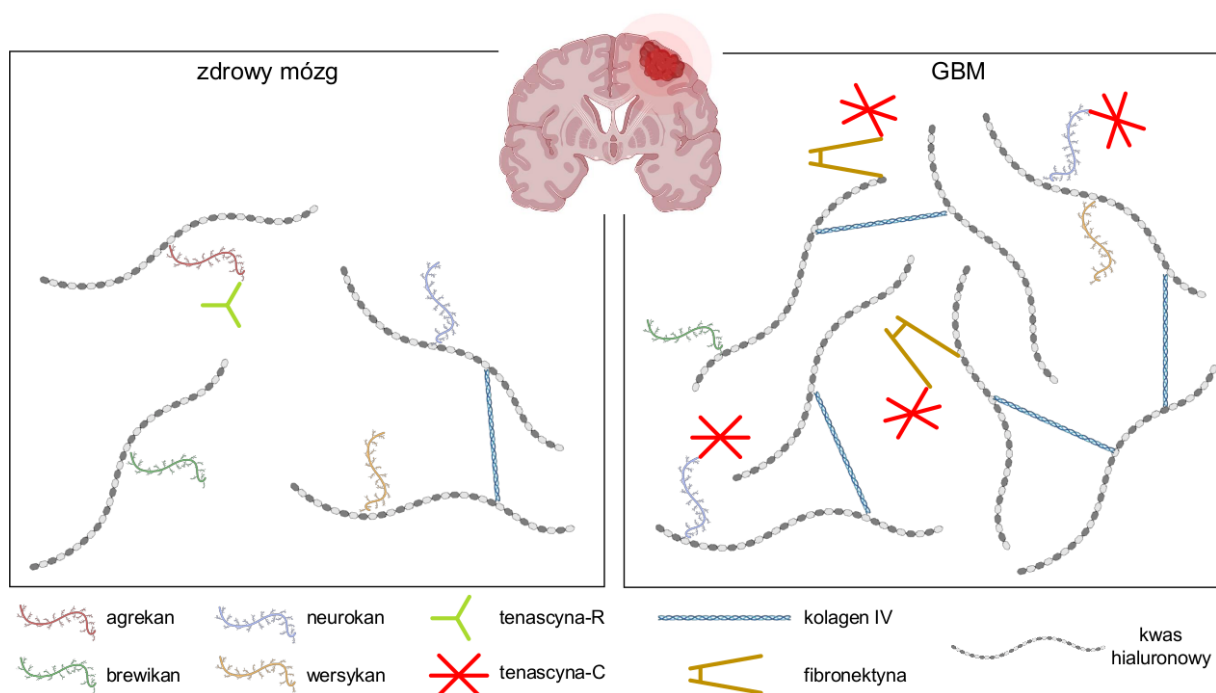 zdrowy mózg
GBM
agrekan
neurokan
tenascyna-R
kolagen IV
kwas
hialuronowy
brewikan
wersykan
tenascyna-C
fibronektyna